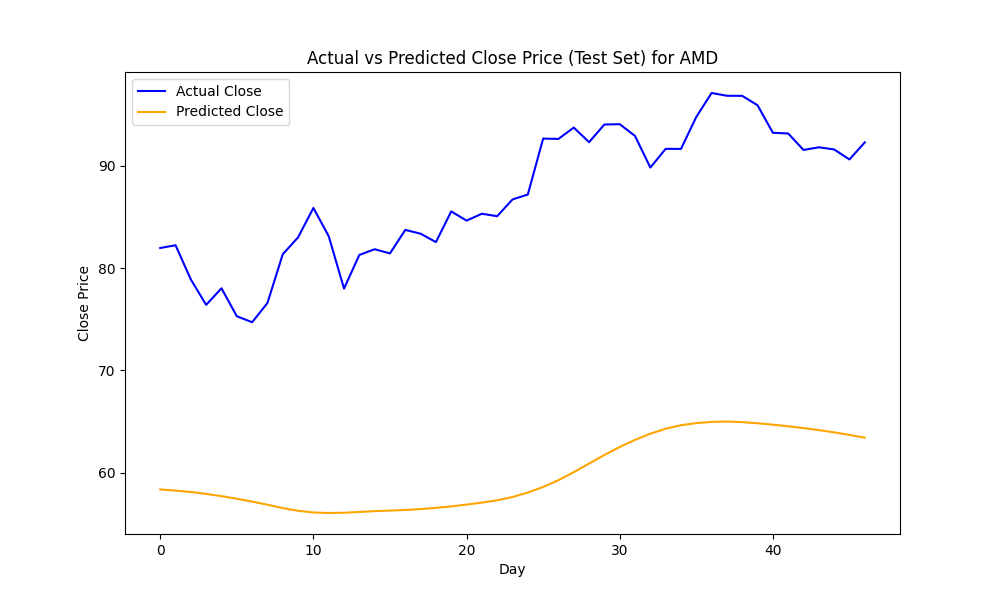 Actual vs Predicted Close Price (Test Set) for AMD
Actual Close
Predicted Close
Close Price
90
80
70
60
0 10 20 30 40
Day